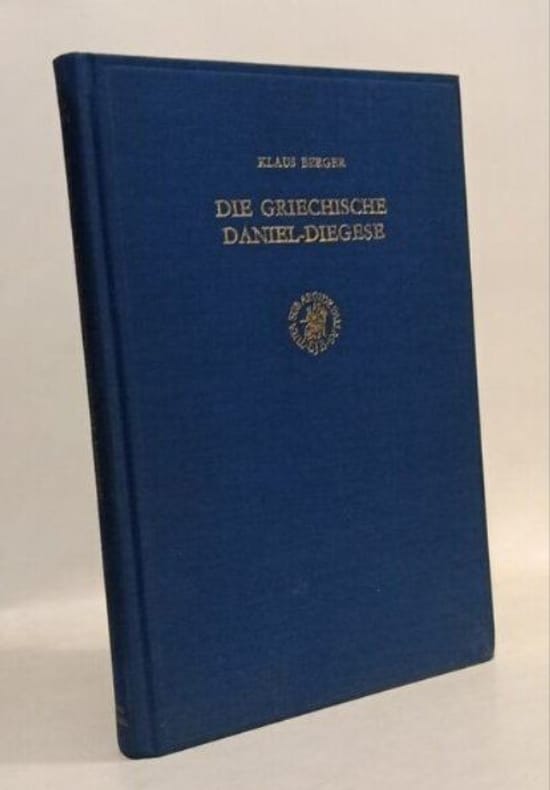 KLAUS BERGER
DIE GRIECHISCHE
DANIEL-DIEGESE